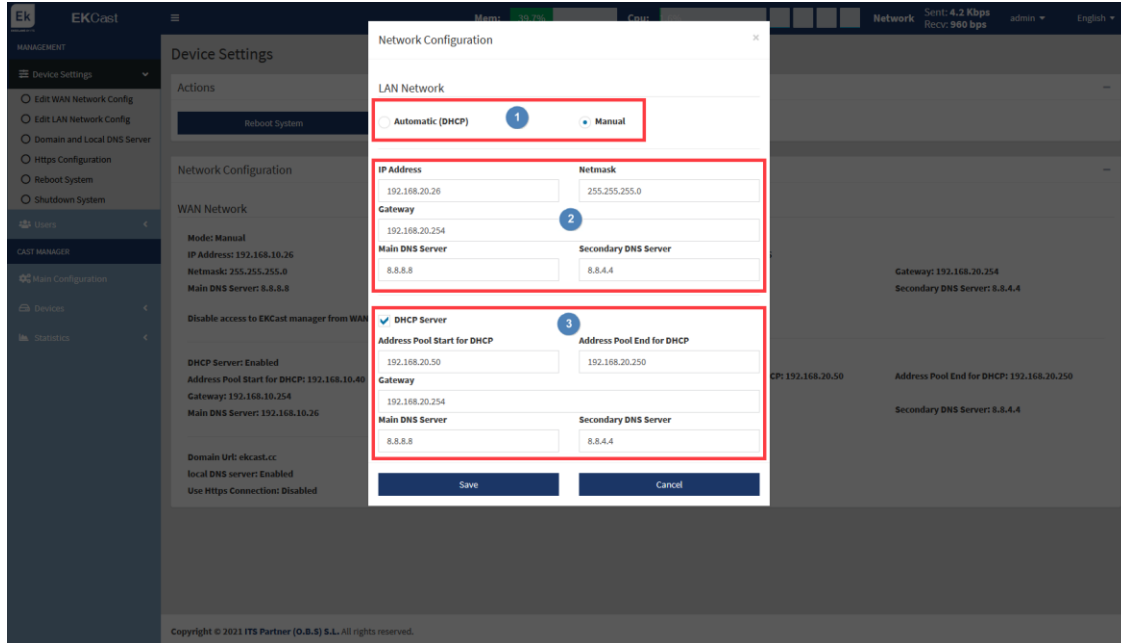 Ek EKCast
Mem: 39.7% Cpu:
Network Sent: 4.2 Kbps
Recv: 960 bps
admin
English
MANAGEMENT
Device Settings
Edit WAN Network Config
Edit LAN Network Config
Domain and Local DNS Server
Https Configuration
Reboot System
Shutdown System
Users
CAST MANAGER
Main Configuration
Devices
Statistics
Device Settings
Actions
Reboot System
Network Configuration
WAN Network
Mode: Manual
IP Address: 192.168.10.26
Netmask: 255.255.255.0
Main DNS Server: 8.8.8.8
Disable access to EKCast manager from WAN
DHCP Server: Enabled
Address Pool Start for DHCP: 192.168.10.40
Gateway: 192.168.10.254
Main DNS Server: 192.168.10.26
Domain Url: ekcast.cc
local DNS server: Enabled
Use Https Connection: Disabled
Network Configuration ×
LAN Network
Automatic (DHCP) 1 Manual
IP Address Netmask
192.168.20.26 255.255.255.0
Gateway
192.168.20.254 2
Main DNS Server Secondary DNS Server
8.8.8.8 8.8.4.4
DHCP Server 3
Address Pool Start for DHCP Address Pool End for DHCP
192.168.20.50 192.168.20.250
Gateway
192.168.20.254
Main DNS Server Secondary DNS Server
8.8.8.8 8.8.4.4
Save Cancel
Gateway: 192.168.20.254
Secondary DNS Server: 8.8.4.4
CP: 192.168.20.50 Address Pool End for DHCP: 192.168.20.250
Secondary DNS Server: 8.8.4.4
Copyright © 2021 ITS Partner (O.B.S) S.L. All rights reserved.